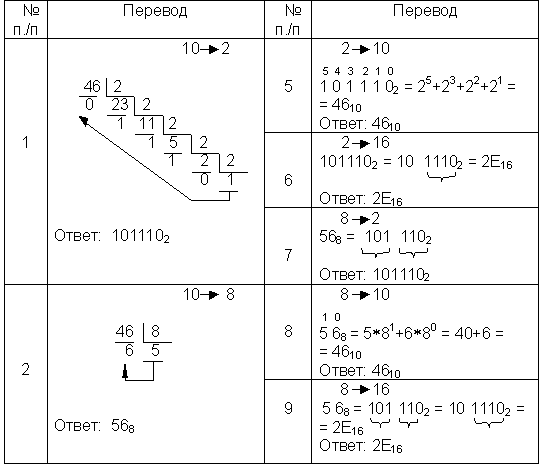 № п./п
Перевод
№ п./п
Перевод
1
10 → 2
46 2
0 23 2
1 11 2
1 5 2
1 2 2
0 1
Ответ: 101110₂
2
10 → 8
46 8
6 5
Ответ: 56₈
5
2 → 10
5 4 3 2 1 0
1 0 1 1 1 0₂ = 2⁵+2³+2²+2¹ =
= 46₁₀
Ответ: 46₁₀
6
2 → 16
101110₂ = 10 1110₂ = 2E₁₆
Ответ: 2E₁₆
7
8 → 2
56₈ = 101 110₂
Ответ: 101110₂
8
8 → 10
1 0
5 6₈ = 5*8¹+6*8⁰ = 40+6 =
= 46₁₀
Ответ: 46₁₀
9
8 → 16
5 6₈ = 101 110₂ = 10 1110₂ =
= 2E₁₆
Ответ: 2E₁₆